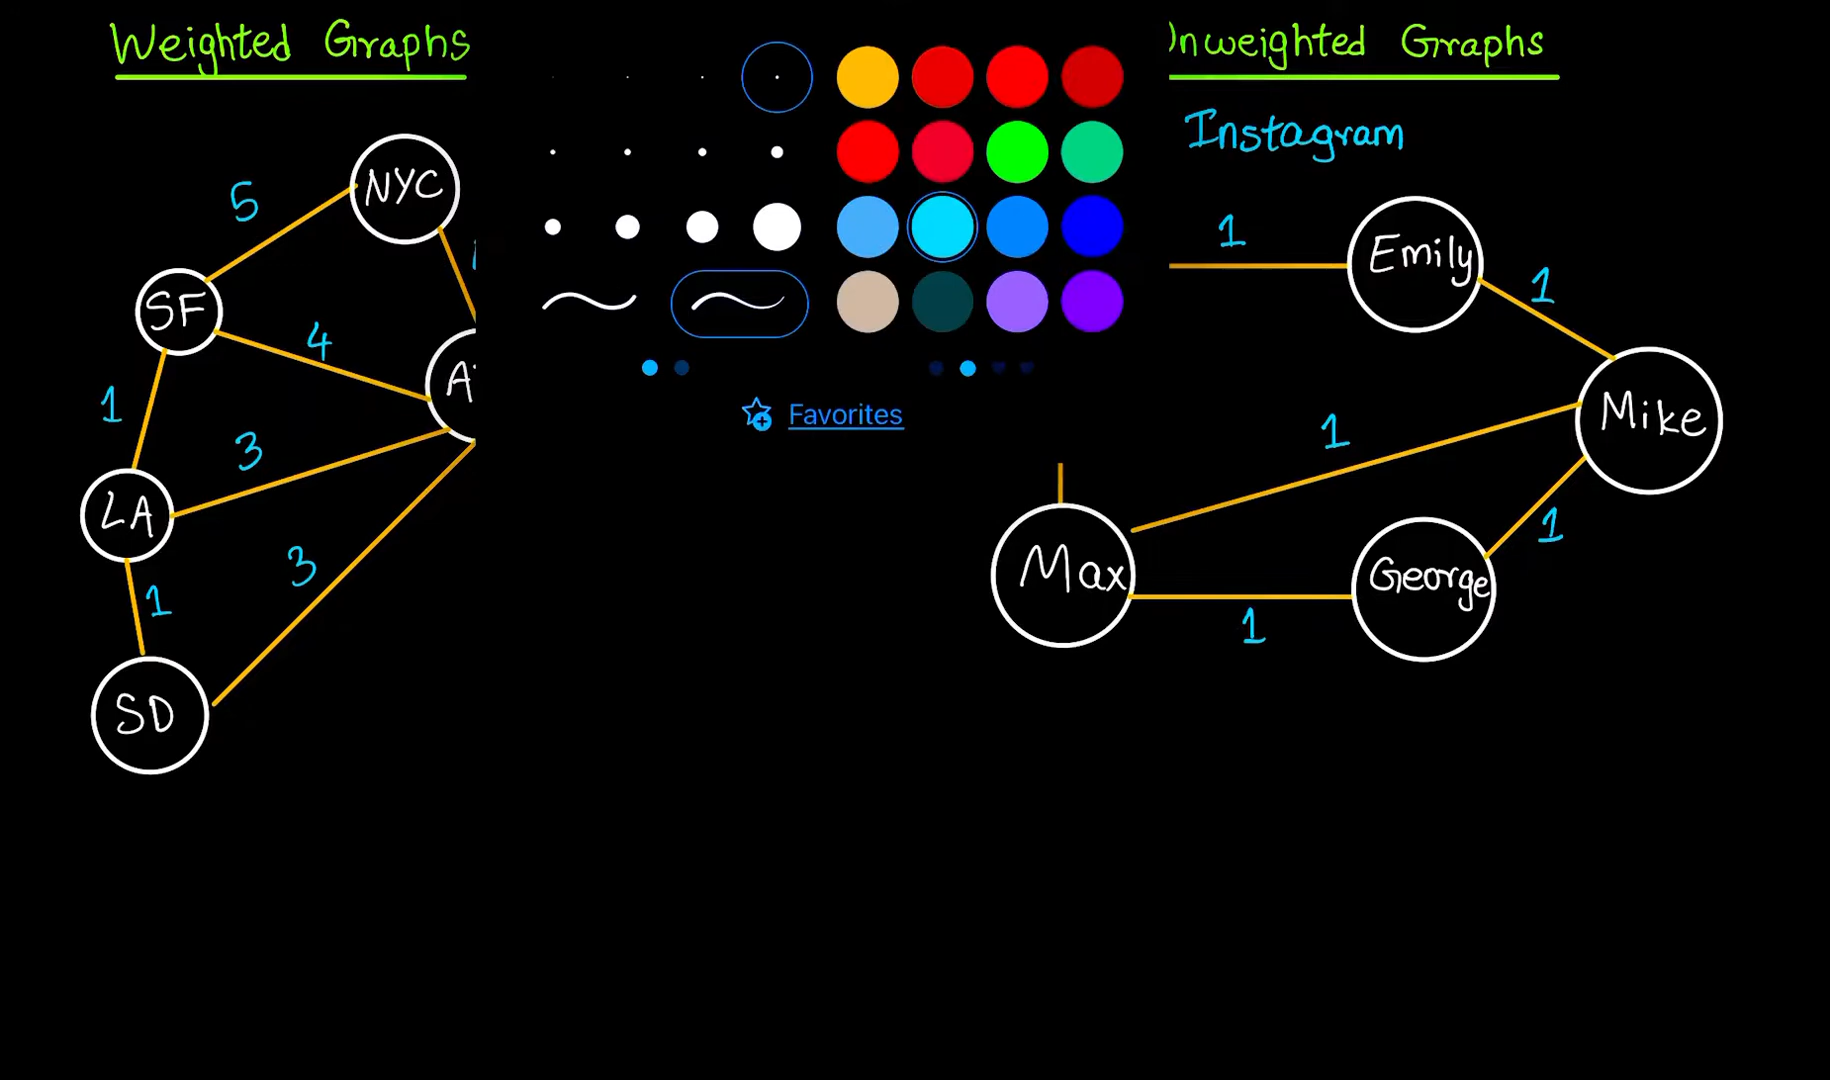 Weighted Graphs
Unweighted Graphs
Instagram
NYC
5
1
Emily
1
SF
4
Favorites
1
A
Mike
1
3
LA
1
3
Max
George
1
1
SD